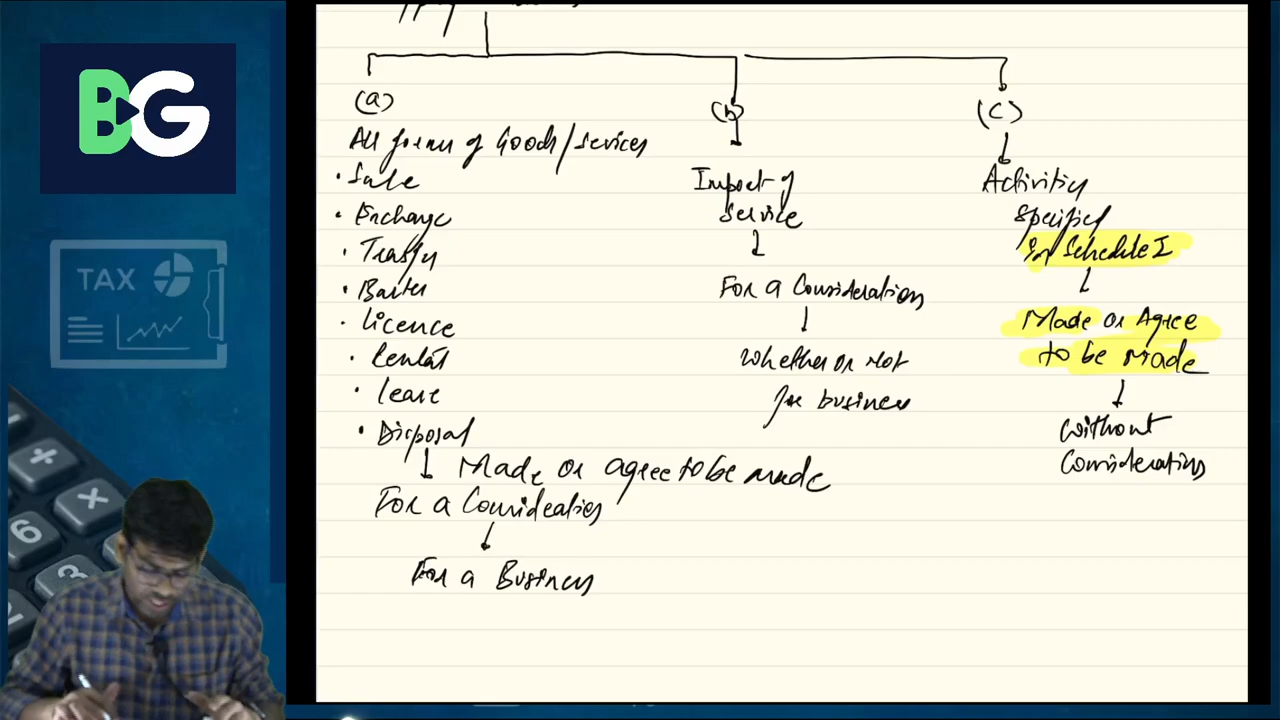 BG
TAX
(a)
All forms of Goods/Services
• Sale
• Exchange
• Transfer
• Barter
• Licence
• Rental
• Lease
• Disposal
Made or agree to be made
For a Consideration
For a Business
(b)
Import of
Service
For a Consideration
Whether or Not
for business
(c)
Activities
Specified
In Schedule I
Made or Agree
to be Made
Without
Consideration